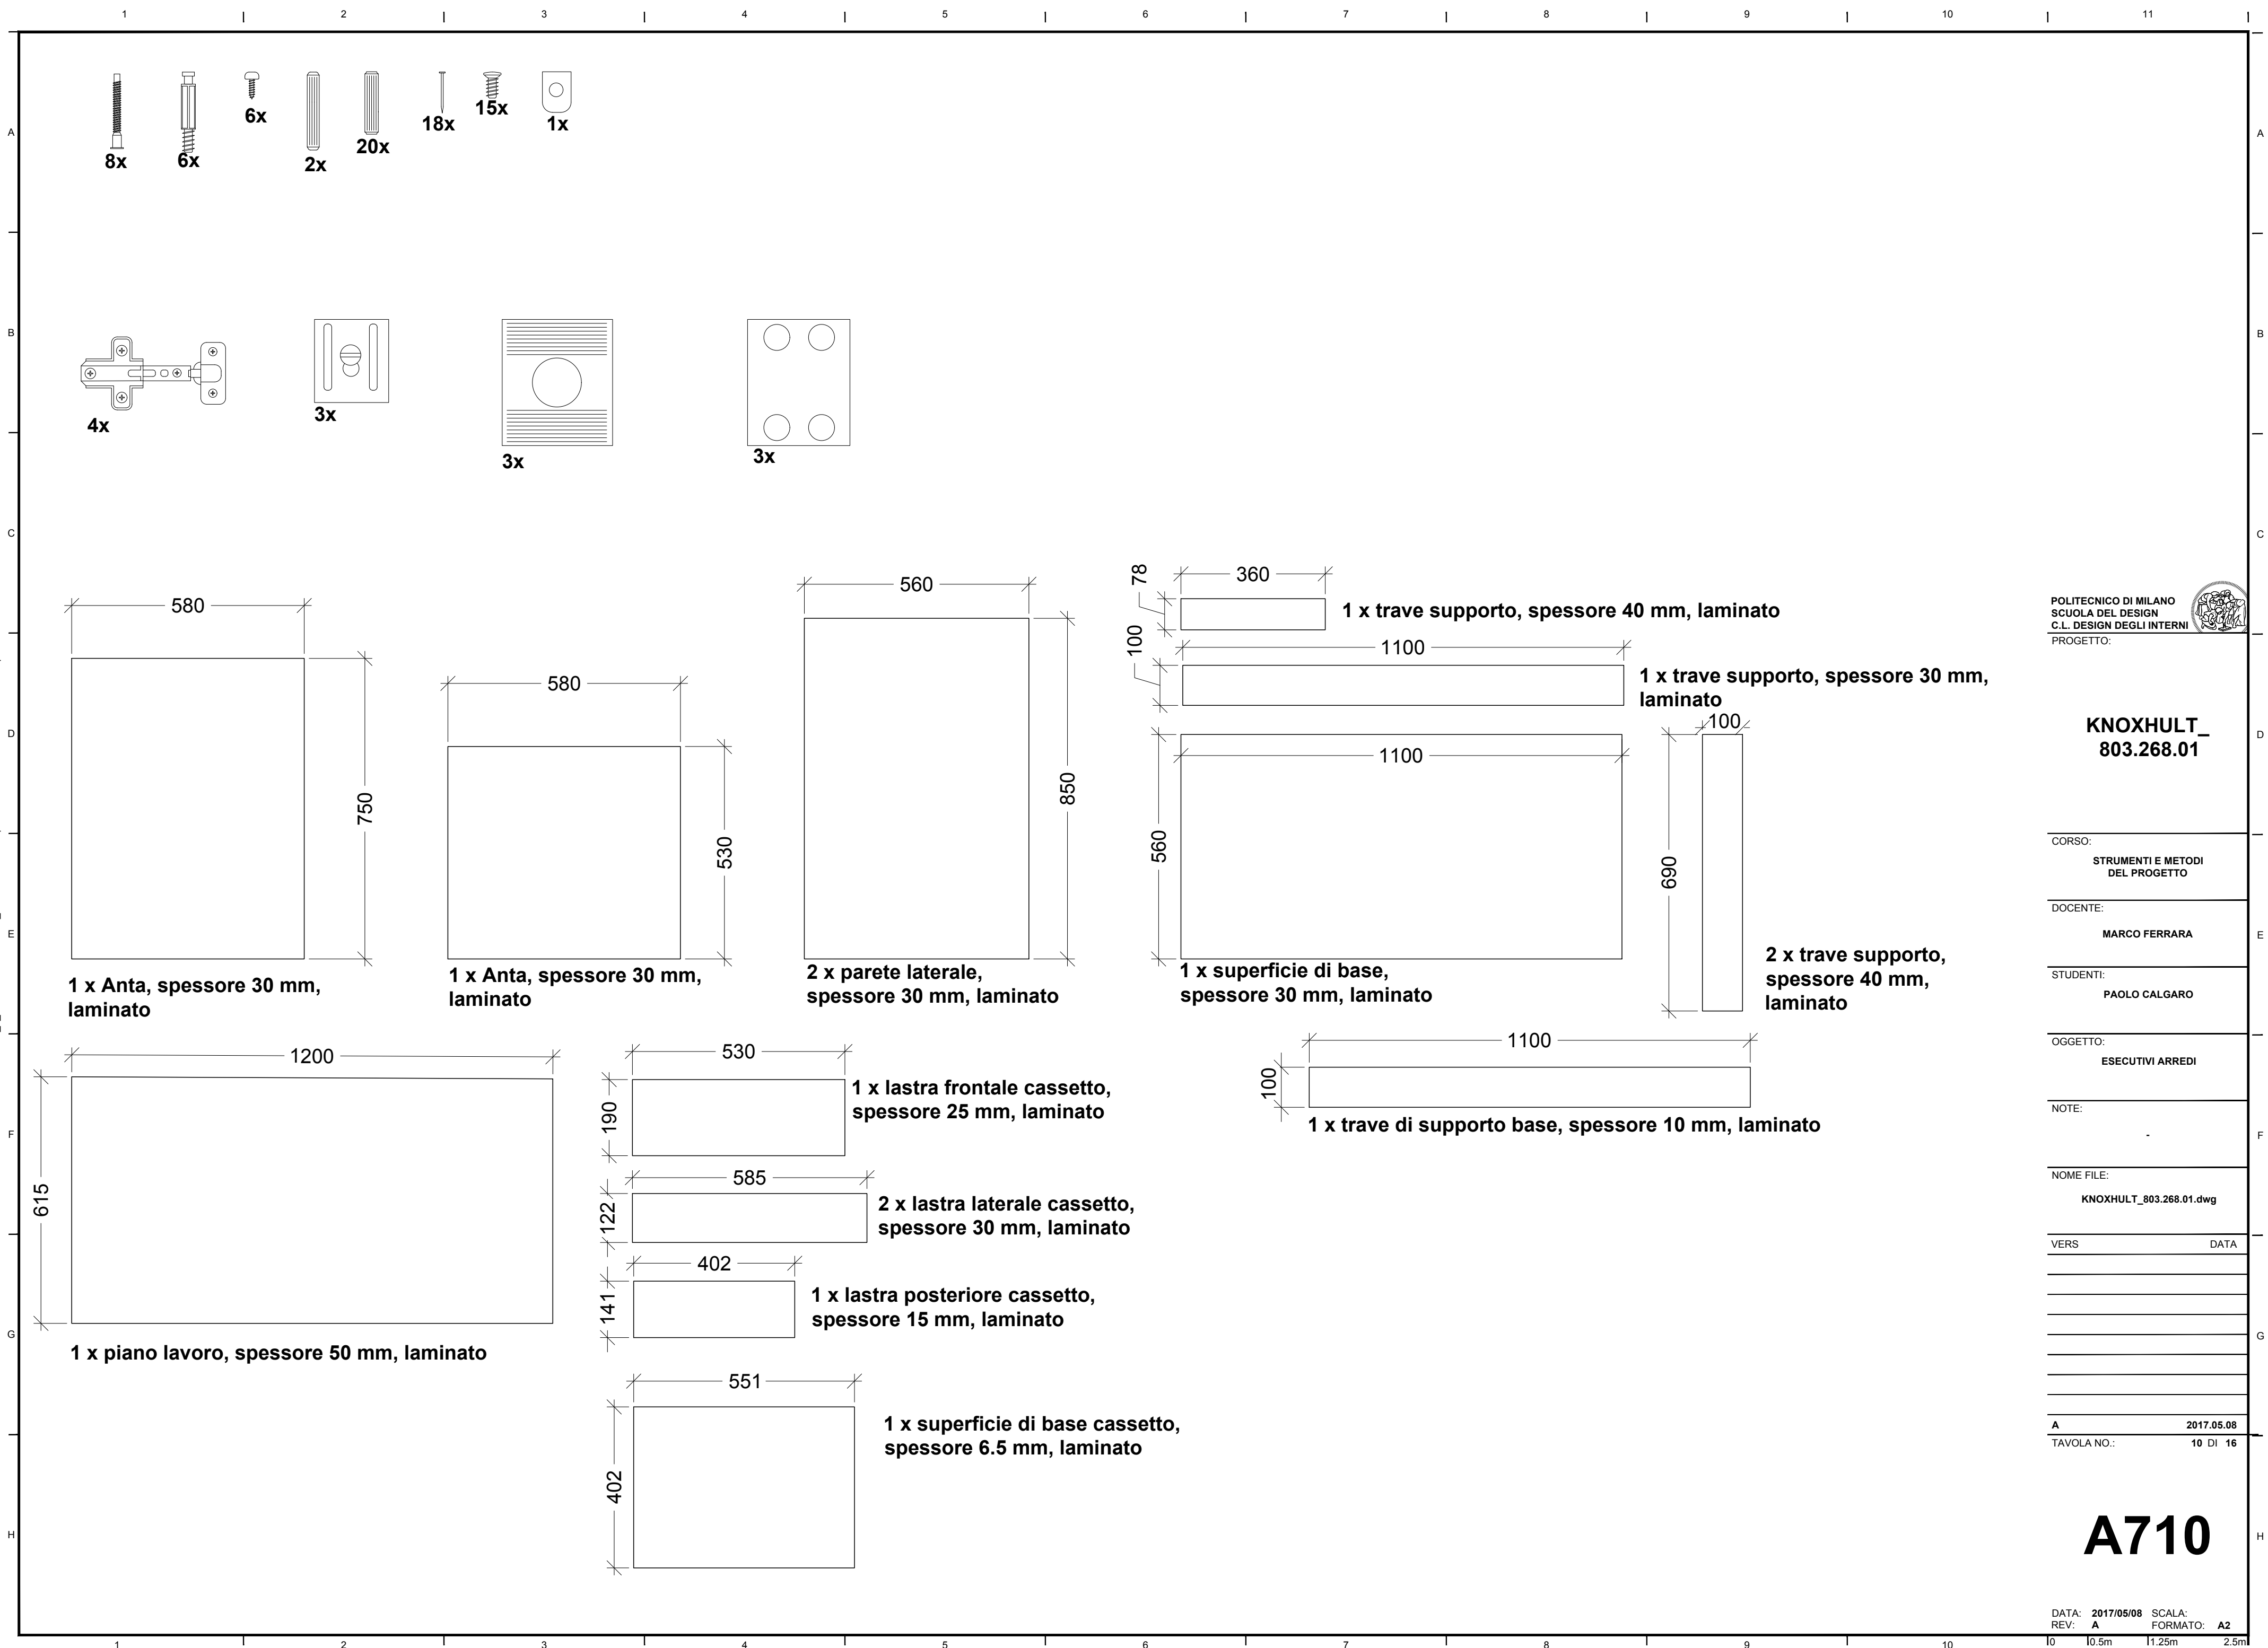 1 2 3 4 5 6 7 8 9 10 11
A A
8x 6x 6x 2x 20x 18x 15x 1x
B B
4x 3x 3x 3x
C C
580
750
1 x Anta, spessore 30 mm,
laminato
580
530
1 x Anta, spessore 30 mm,
laminato
560
850
2 x parete laterale,
spessore 30 mm, laminato
78
360
1 x trave supporto, spessore 40 mm, laminato
100
1100
1 x trave supporto, spessore 30 mm,
laminato
D D
1100
560
1 x superficie di base,
spessore 30 mm, laminato
100
690
2 x trave supporto,
spessore 40 mm,
laminato
E E
1200
615
1 x piano lavoro, spessore 50 mm, laminato
530
190
1 x lastra frontale cassetto,
spessore 25 mm, laminato
1100
100
1 x trave di supporto base, spessore 10 mm, laminato
F F
585
122
2 x lastra laterale cassetto,
spessore 30 mm, laminato
402
141
1 x lastra posteriore cassetto,
spessore 15 mm, laminato
G G
551
402
1 x superficie di base cassetto,
spessore 6.5 mm, laminato
H H
POLITECNICO DI MILANO
SCUOLA DEL DESIGN
C.L. DESIGN DEGLI INTERNI
PROGETTO:
KNOXHULT_
803.268.01
CORSO:
STRUMENTI E METODI
DEL PROGETTO
DOCENTE:
MARCO FERRARA
STUDENTI:
PAOLO CALGARO
OGGETTO:
ESECUTIVI ARREDI
NOTE:
-
NOME FILE:
KNOXHULT_803.268.01.dwg
VERS DATA
A 2017.05.08
TAVOLA NO.: 10 DI 16
A710
DATA: 2017/05/08 SCALA:
REV: A FORMATO: A2
0 0.5m 1.25m 2.5m
1 2 3 4 5 6 7 8 9 10